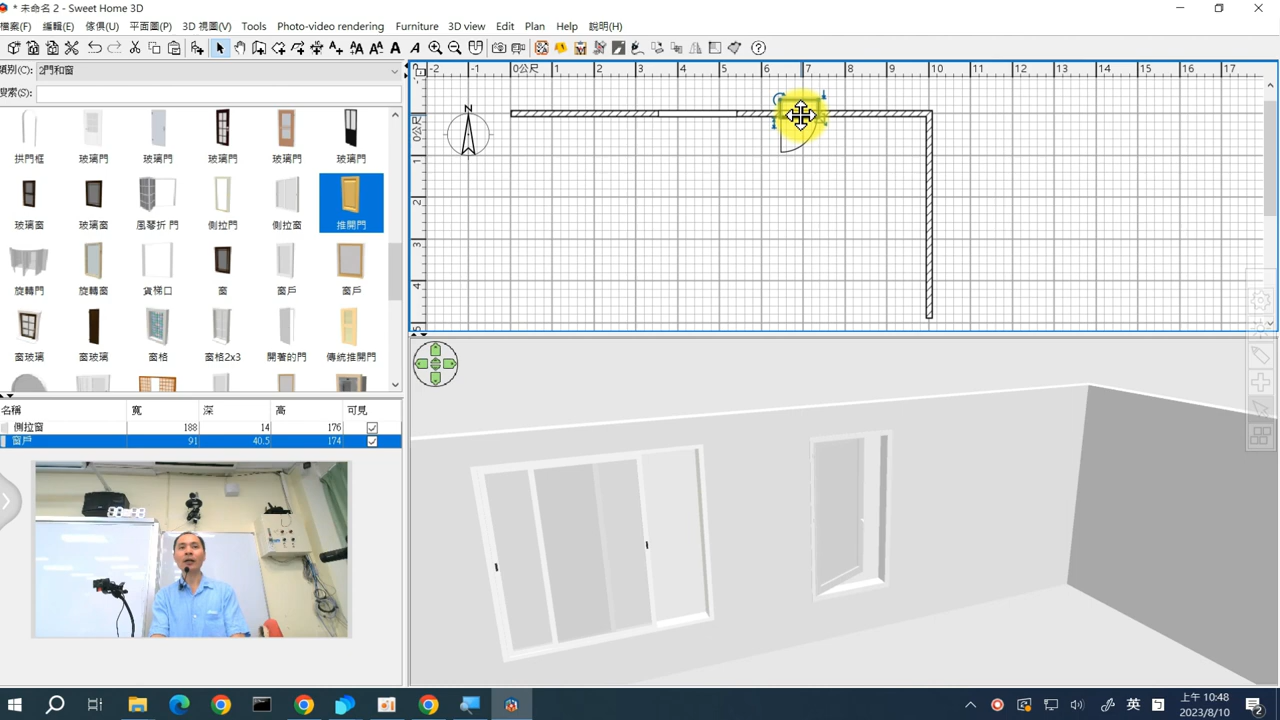 * 未命名 2 - Sweet Home 3D
檔案(F) 編輯(E) 傢俱(U) 平面圖(P) 3D 視圖(V) Tools Photo-video rendering Furniture 3D view Edit Plan Help 說明(H)
類別(C): 2門和窗
搜索(S):
拱門框 玻璃門 玻璃門 玻璃門 玻璃門 玻璃門
玻璃窗 玻璃窗 風琴折 門 側拉門 側拉窗 推開門
旋轉門 旋轉窗 貨梯口 窗 窗戶 窗戶
窗玻璃 窗玻璃 窗格 窗格2x3 開著的門 傳統推開門
名稱 寬 深 高 可見
側拉窗 188 14 176
窗戶 91 40.5 174
-2 -1 0公尺 1 2 3 4 5 6 7 8 9 10 11 12 13 14 15 16 17
0公尺
1
2
3
4
5
N
英
上午 10:48
2023/8/10
2